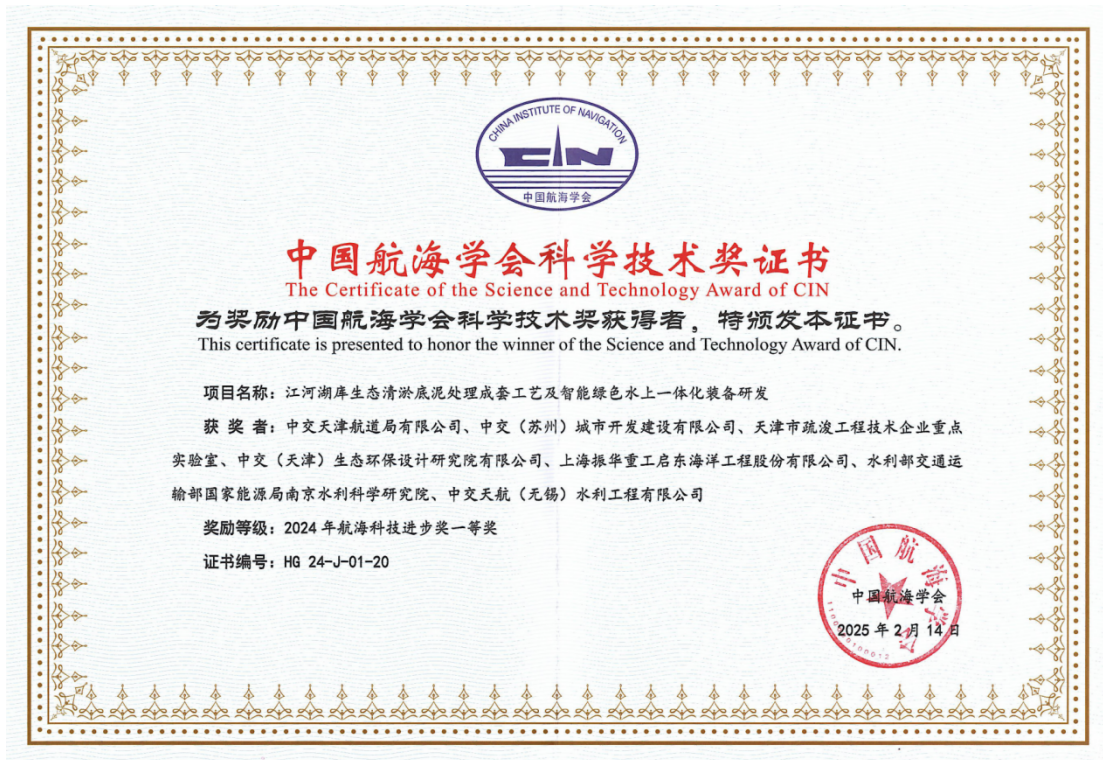 CHINA INSTITUTE OF NAVIGATION
CIN
中国航海学会
中国航海学会科学技术奖证书
The Certificate of the Science and Technology Award of CIN
为奖励中国航海学会科学技术奖获得者，特颁发本证书。
This certificate is presented to honor the winner of the Science and Technology Award of CIN.
项目名称：江河湖库生态清淤底泥处理成套工艺及智能绿色水上一体化装备研发
获 奖 者：中交天津航道局有限公司、中交（苏州）城市开发建设有限公司、天津市疏浚工程技术企业重点
实验室、中交（天津）生态环保设计研究院有限公司、上海振华重工启东海洋工程股份有限公司、水利部交通运
输部国家能源局南京水利科学研究院、中交天航（无锡）水利工程有限公司
奖励等级：2024 年航海科技进步奖一等奖
证书编号：HG 24-J-01-20
中国航海学会
中国航海学会
2025 年 2 月 14 日